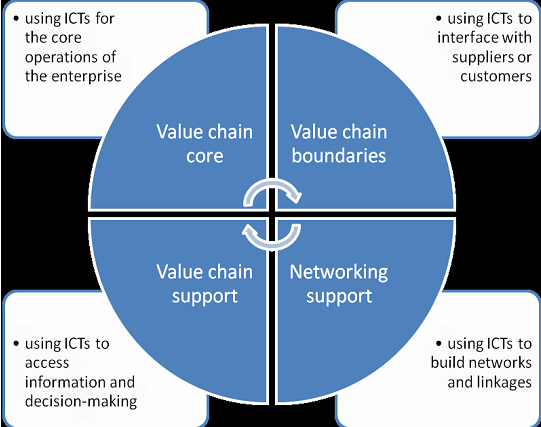 • using ICTs for
the core
operations of
the enterprise
• using ICTs to
interface with
suppliers or
customers
Value chain
core
Value chain
boundaries
Value chain
support
Networking
support
• using ICTs to
access
information and
decision-making
• using ICTs to
build networks
and linkages